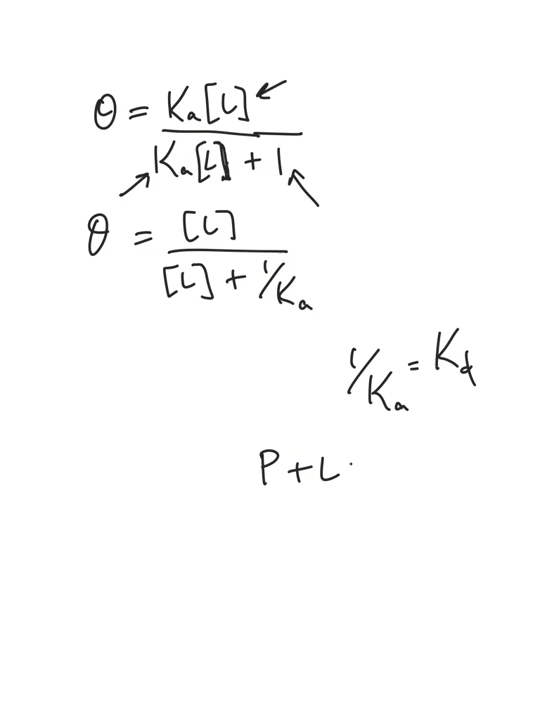 θ = Ka[L]
Ka[L] + 1
θ = [L]
[L] + 1/Ka
1/Ka = Kd
P + L